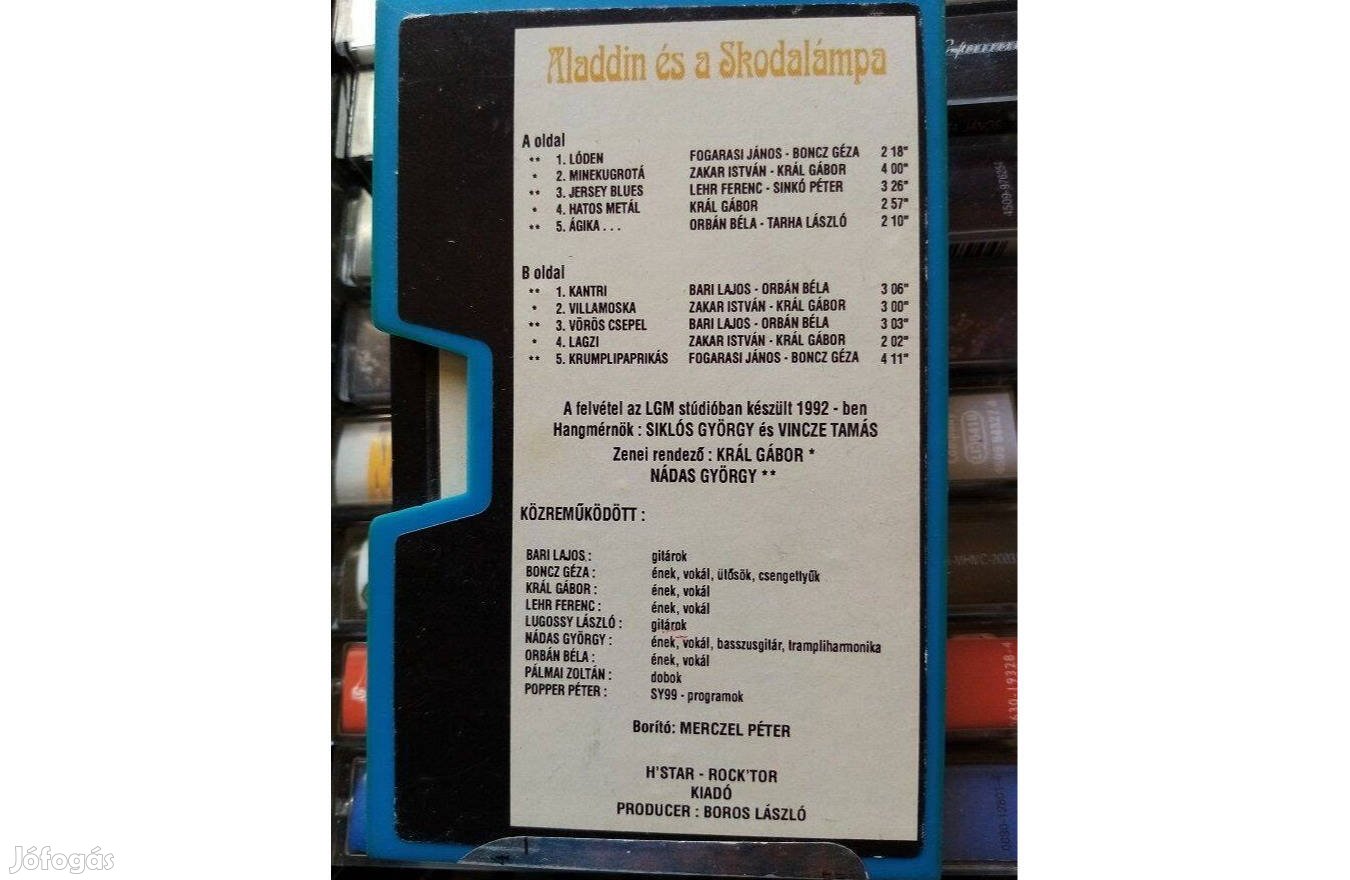 Aladdin és a Skodalámpa
A oldal
** 1. LÓDEN FOGARASI JÁNOS - BONCZ GÉZA 2 18"
* 2. MINEKUGROTÁ ZAKAR ISTVÁN - KRÁL GÁBOR 4 00"
** 3. JERSEY BLUES LEHR FERENC - SINKÓ PÉTER 3 26"
* 4. HATOS METÁL KRÁL GÁBOR 2 57"
** 5. ÁGIKA . . . ORBÁN BÉLA - TARHA LÁSZLÓ 2 10"
B oldal
** 1. KANTRI BARI LAJOS - ORBÁN BÉLA 3 06"
* 2. VILLAMOSKA ZAKAR ISTVÁN - KRÁL GÁBOR 3 00"
** 3. VÖRÖS CSEPEL BARI LAJOS - ORBÁN BÉLA 3 03"
* 4. LAGZI ZAKAR ISTVÁN - KRÁL GÁBOR 2 02"
** 5. KRUMPLIPAPRIKÁS FOGARASI JÁNOS - BONCZ GÉZA 4 11"
A felvétel az LGM stúdióban készült 1992 - ben
Hangmérnök : SIKLÓS GYÖRGY és VINCZE TAMÁS
Zenei rendező : KRÁL GÁBOR *
NÁDAS GYÖRGY **
KÖZREMŰKÖDÖTT :
BARI LAJOS : gitárok
BONCZ GÉZA : ének, vokál, ütősök, csengettyűk
KRÁL GÁBOR : ének, vokál
LEHR FERENC : ének, vokál
LUGOSSY LÁSZLÓ : gitárok
NÁDAS GYÖRGY : ének, vokál, basszusgitár, trampliharmonika
ORBÁN BÉLA : ének, vokál
PÁLMAI ZOLTÁN : dobok
POPPER PÉTER : SY99 - programok
Borító: MERCZEL PÉTER
H'STAR - ROCK'TOR
KIADÓ
PRODUCER : BOROS LÁSZLÓ
4509-976254
630-19328-4
Jófogás